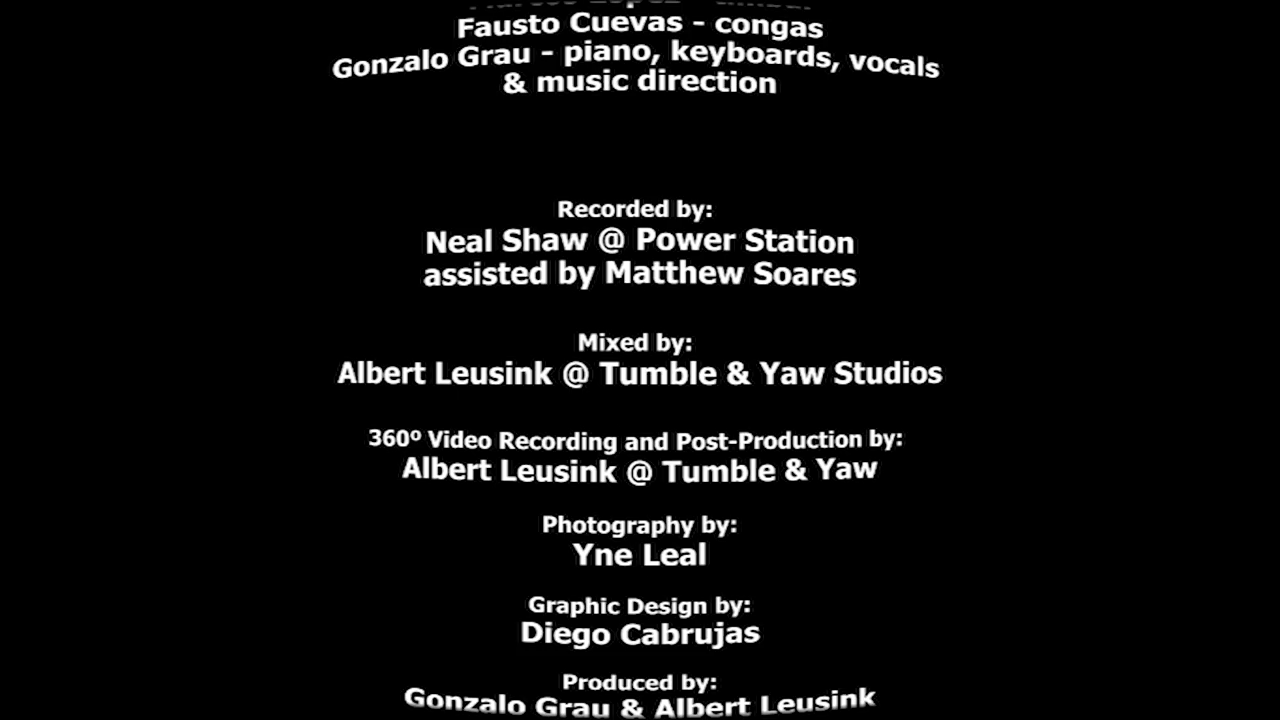 Fausto Cuevas - congas
Gonzalo Grau - piano, keyboards, vocals
& music direction
Recorded by:
Neal Shaw @ Power Station
assisted by Matthew Soares
Mixed by:
Albert Leusink @ Tumble & Yaw Studios
360º Video Recording and Post-Production by:
Albert Leusink @ Tumble & Yaw
Photography by:
Yne Leal
Graphic Design by:
Diego Cabrujas
Produced by:
Gonzalo Grau & Albert Leusink